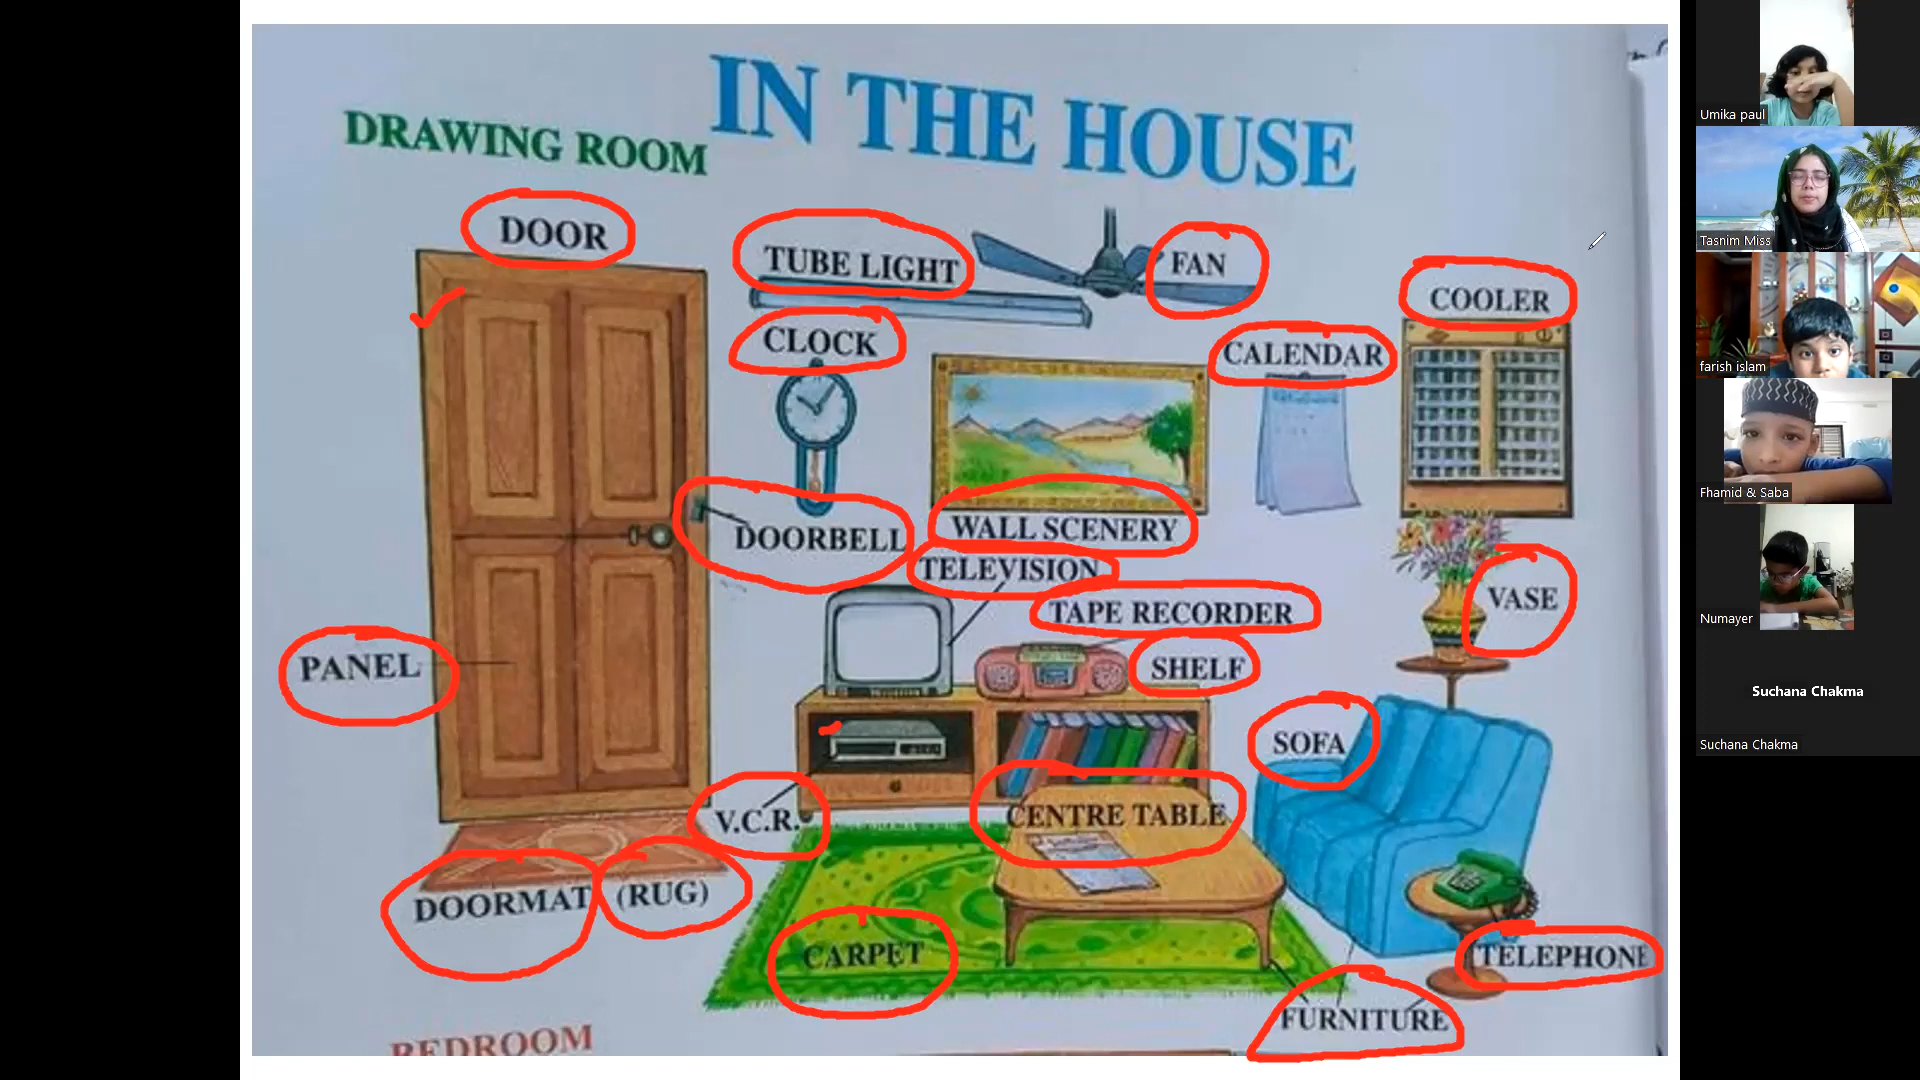 IN THE HOUSE
DRAWING ROOM
DOOR
TUBE LIGHT
FAN
COOLER
CLOCK
CALENDAR
DOORBELL
WALL SCENERY
TELEVISION
TAPE RECORDER
VASE
PANEL
SHELF
SOFA
V.C.R.
CENTRE TABLE
DOORMAT (RUG)
CARPET
TELEPHONE
FURNITURE
BEDROOM
Umika paul
Tasnim Miss
farish islam
Fhamid & Saba
Numayer
Suchana Chakma
Suchana Chakma